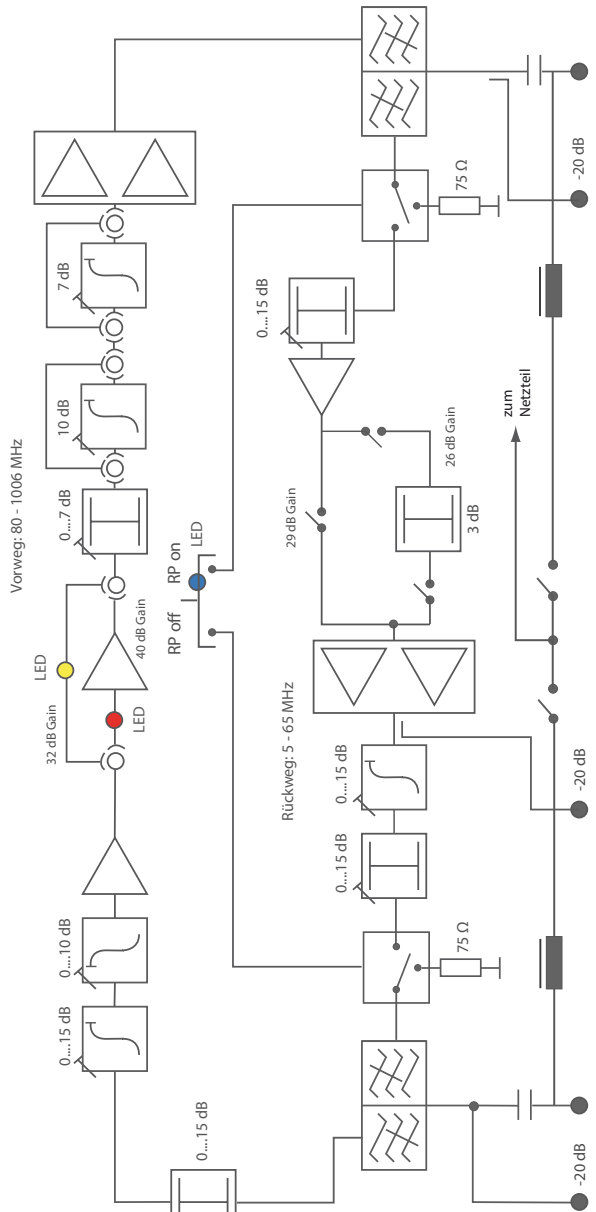 Vorweg: 80 - 1006 MHz
0....15 dB
0....10 dB
32 dB Gain
LED
LED
40 dB Gain
0....7 dB
10 dB
7 dB
0....15 dB
RP off
RP on
LED
Rückweg: 5 - 65 MHz
0....15 dB
0....15 dB
29 dB Gain
0....15 dB
26 dB Gain
3 dB
75 Ω
75 Ω
zum
Netzteil
-20 dB
-20 dB
-20 dB